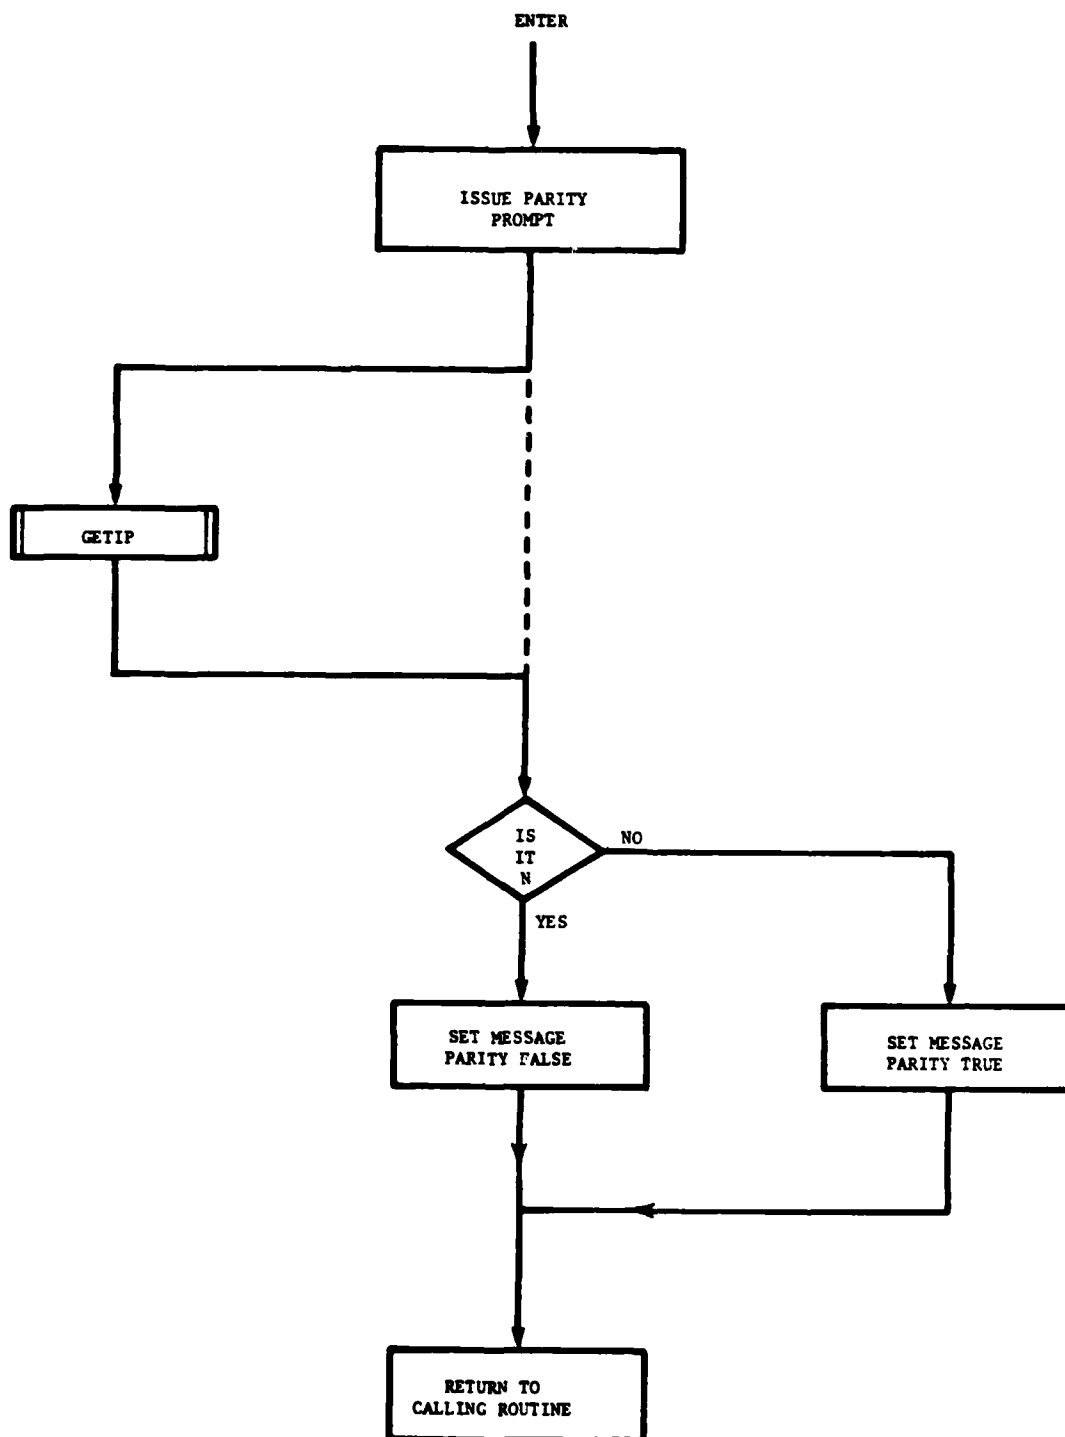 ENTER
ISSUE PARITY
PROMPT
GETIP
IS
IT
N
NO
YES
SET MESSAGE
PARITY FALSE
SET MESSAGE
PARITY TRUE
RETURN TO
CALLING ROUTINE